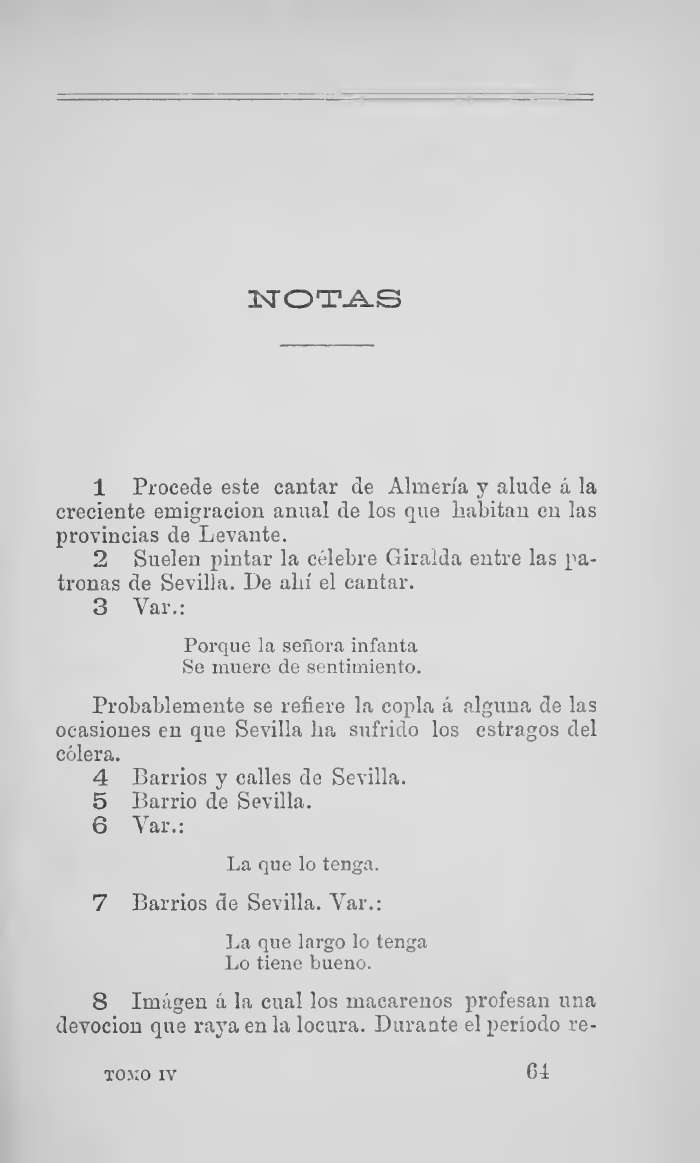 NOTAS
1 Procede este cantar de Almería y alude á la
creciente emigracion anual de los que habitan en las
provincias de Levante.
2 Suelen pintar la célebre Giralda entre las pa-
tronas de Sevilla. De ahí el cantar.
3 Var.:
Porque la señora infanta
Se muere de sentimiento.
Probablemente se refiere la copla á alguna de las
ocasiones en que Sevilla ha sufrido los estragos del
cólera.
4 Barrios y calles de Sevilla.
5 Barrio de Sevilla.
6 Var.:
La que lo tenga.
7 Barrios de Sevilla. Var.:
La que largo lo tenga
Lo tiene bueno.
8 Imágen á la cual los macarenos profesan una
devocion que raya en la locura. Durante el período re-
TOMO IV 64